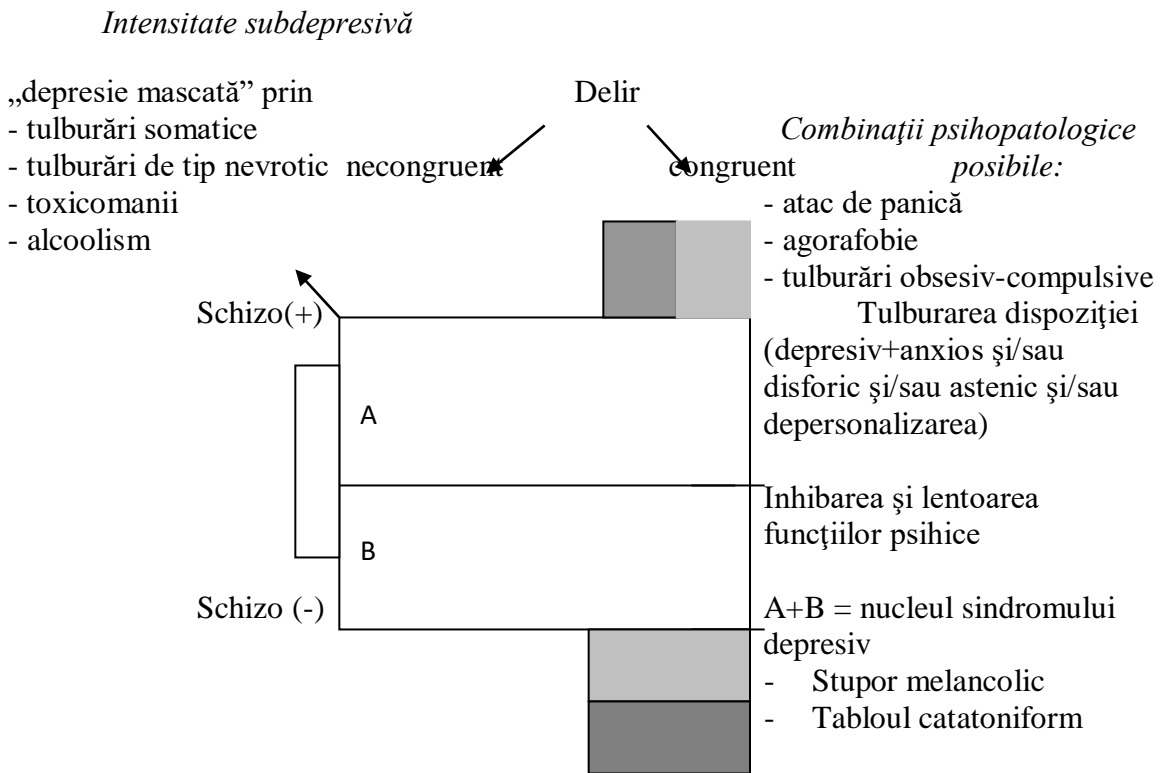 Intensitate subdepresivă
„depresie mascată” prin
- tulburări somatice
- tulburări de tip nevrotic
- toxicomanii
- alcoolism
Delir
necongruent
congruent
Combinaţii psihopatologice
posibile:
- atac de panică
- agorafobie
- tulburări obsesiv-compulsive
Tulburarea dispoziţiei
(depresiv+anxios şi/sau
disforic şi/sau astenic şi/sau
depersonalizarea)
Schizo(+)
A
Inhibarea şi lentoarea
funcţiilor psihice
B
Schizo (-)
A+B = nucleul sindromului
depresiv
- Stupor melancolic
- Tabloul catatoniform